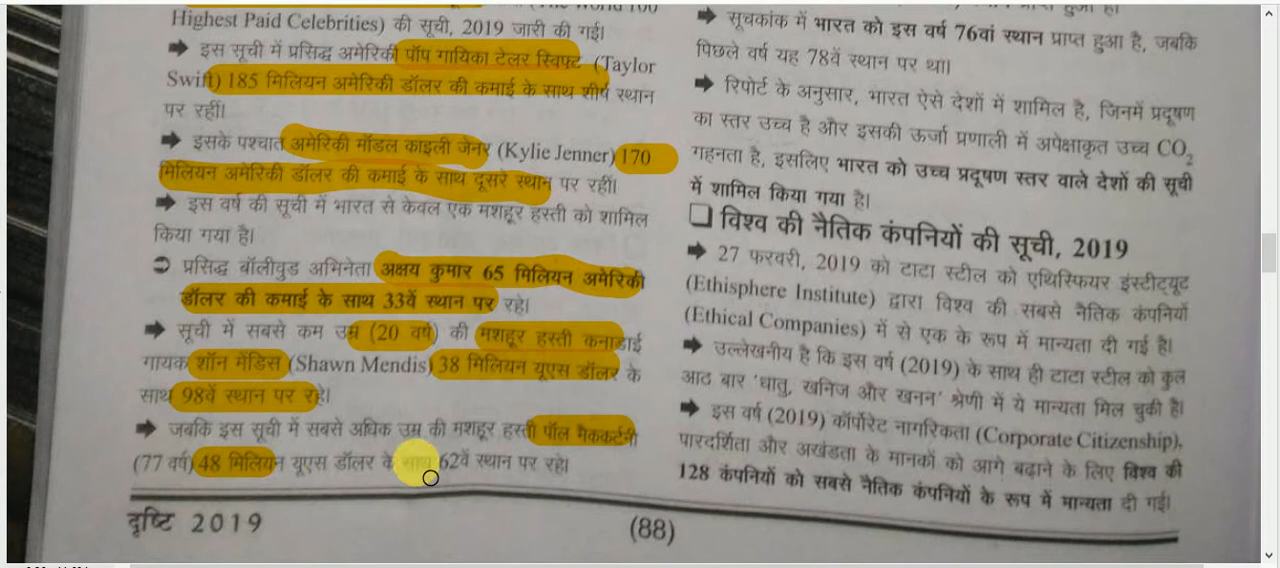 Highest Paid Celebrities) की सूची, 2019 जारी की गई।
➡ इस सूची में प्रसिद्ध अमेरिकी पॉप गायिका टेलर स्विफ्ट (Taylor
Swift) 185 मिलियन अमेरिकी डॉलर की कमाई के साथ शीर्ष स्थान
पर रहीं।
➡ इसके पश्चात अमेरिकी मॉडल काइली जेनर (Kylie Jenner) 170
मिलियन अमेरिकी डॉलर की कमाई के साथ दूसरे स्थान पर रहीं।
➡ इस वर्ष की सूची में भारत से केवल एक मशहूर हस्ती को शामिल
किया गया है।
➲ प्रसिद्ध बॉलीवुड अभिनेता अक्षय कुमार 65 मिलियन अमेरिकी
डॉलर की कमाई के साथ 33वें स्थान पर रहे।
➡ सूची में सबसे कम उम्र (20 वर्ष) की मशहूर हस्ती कनाडाई
गायक शॉन मेंडिस (Shawn Mendis) 38 मिलियन यूएस डॉलर के
साथ 98वें स्थान पर रहे।
➡ जबकि इस सूची में सबसे अधिक उम्र की मशहूर हस्ती पॉल मैककर्टनी
(77 वर्ष) 48 मिलियन यूएस डॉलर के साथ 62वें स्थान पर रहे।
दृष्टि 2019
(88)
➡ सूचकांक में भारत को इस वर्ष 76वां स्थान प्राप्त हुआ है, जबकि
पिछले वर्ष यह 78वें स्थान पर था।
➡ रिपोर्ट के अनुसार, भारत ऐसे देशों में शामिल है, जिनमें प्रदूषण
का स्तर उच्च है और इसकी ऊर्जा प्रणाली में अपेक्षाकृत उच्च CO₂
गहनता है, इसलिए भारत को उच्च प्रदूषण स्तर वाले देशों की सूची
में शामिल किया गया है।
❑ विश्व की नैतिक कंपनियों की सूची, 2019
➡ 27 फरवरी, 2019 को टाटा स्टील को एथिस्फियर इंस्टीट्यूट
(Ethisphere Institute) द्वारा विश्व की सबसे नैतिक कंपनियों
(Ethical Companies) में से एक के रूप में मान्यता दी गई है।
➡ उल्लेखनीय है कि इस वर्ष (2019) के साथ ही टाटा स्टील को कुल
आठ बार 'धातु, खनिज और खनन' श्रेणी में ये मान्यता मिल चुकी है।
➡ इस वर्ष (2019) कॉर्पोरेट नागरिकता (Corporate Citizenship),
पारदर्शिता और अखंडता के मानकों को आगे बढ़ाने के लिए विश्व की
128 कंपनियों को सबसे नैतिक कंपनियों के रूप में मान्यता दी गई।